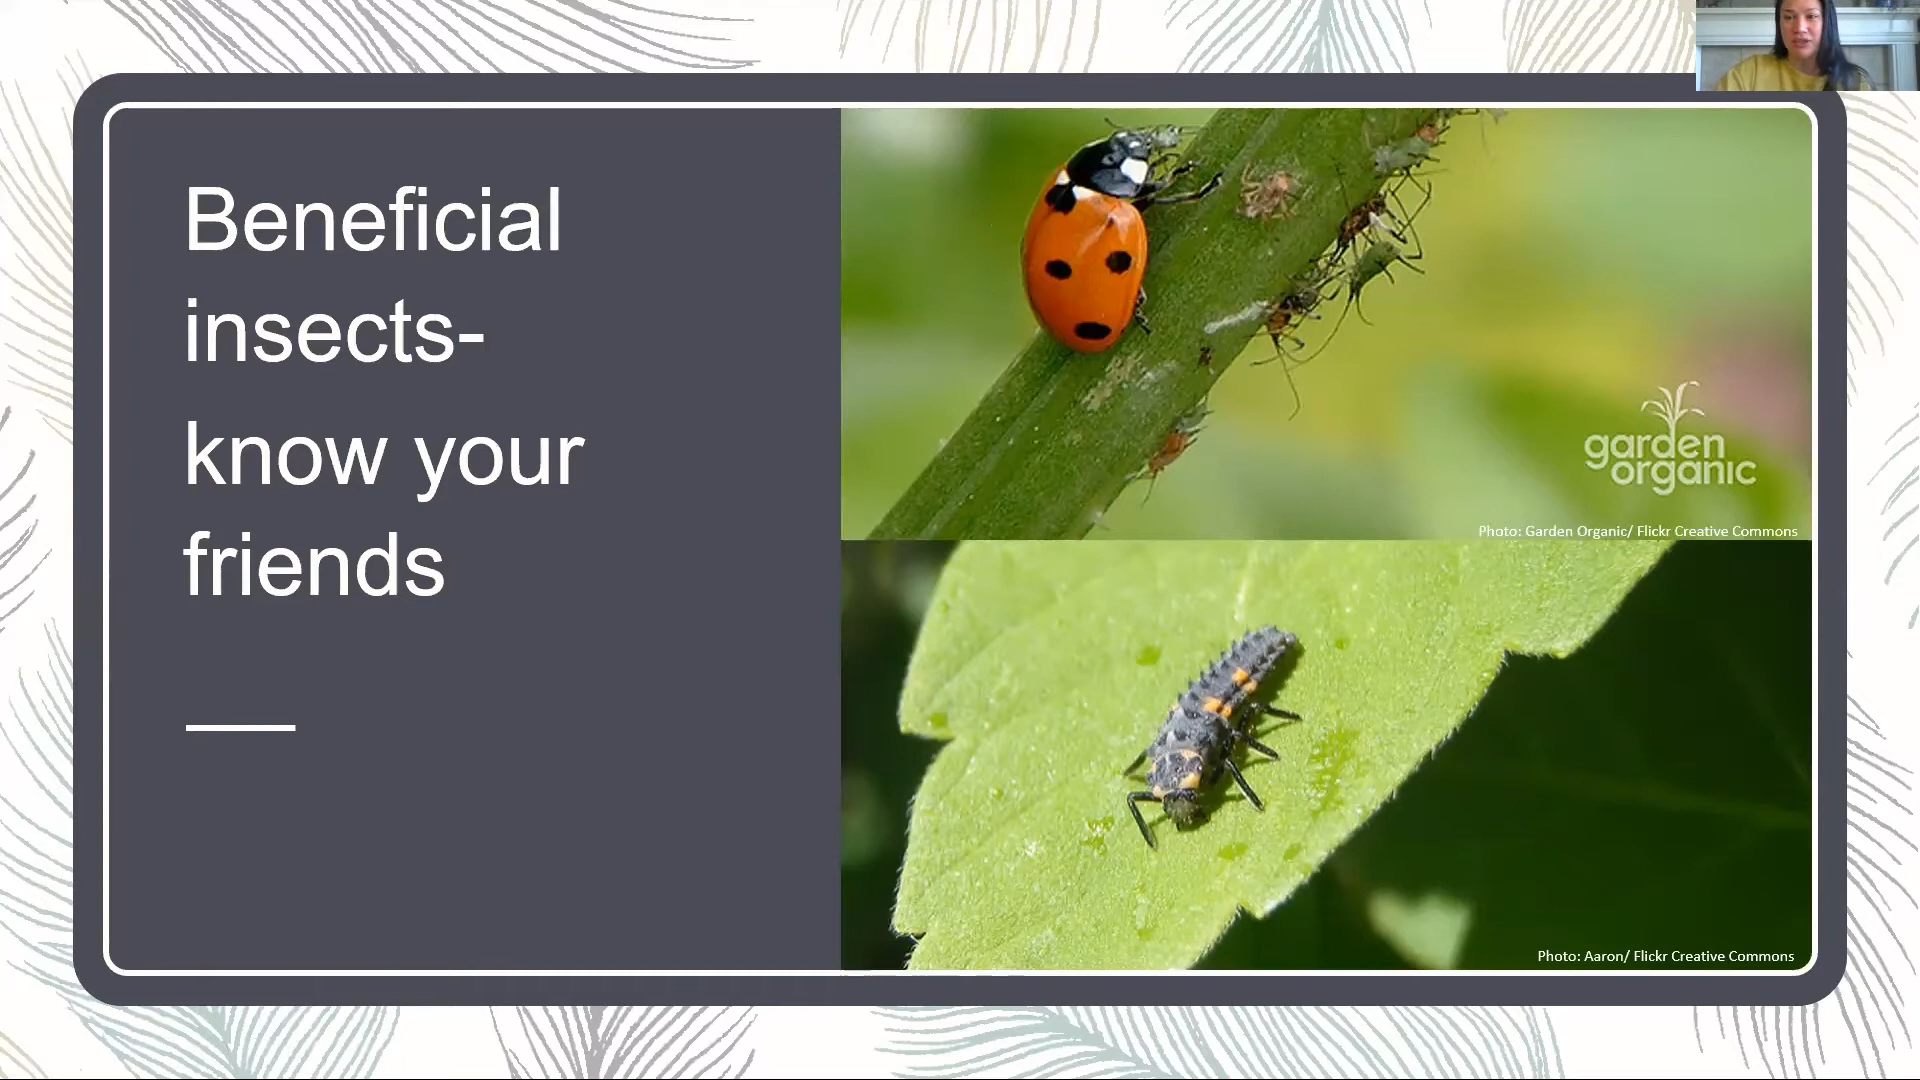 Beneficial
insects-
know your
friends
garden
organic
Photo: Garden Organic/ Flickr Creative Commons
Photo: Aaron/ Flickr Creative Commons